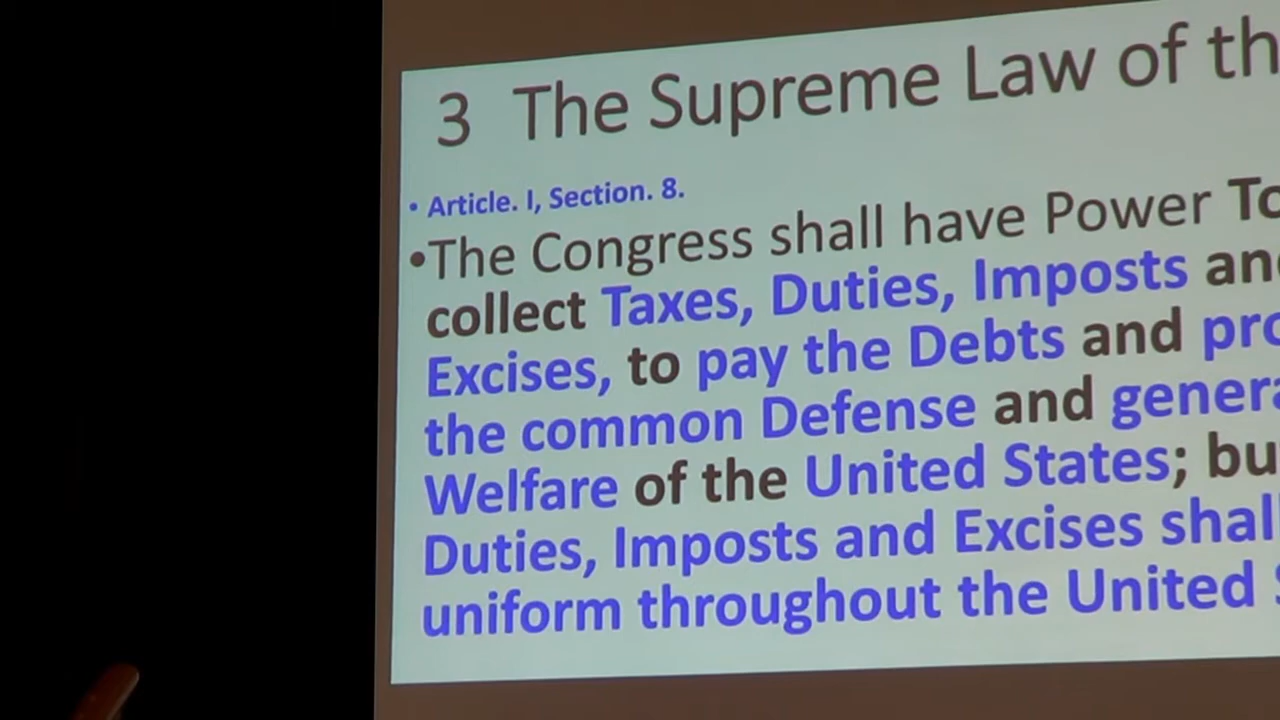 3 The Supreme Law of th
• Article. I, Section. 8.
•The Congress shall have Power To
collect Taxes, Duties, Imposts and
Excises, to pay the Debts and pro
the common Defense and genera
Welfare of the United States; bu
Duties, Imposts and Excises shal
uniform throughout the United